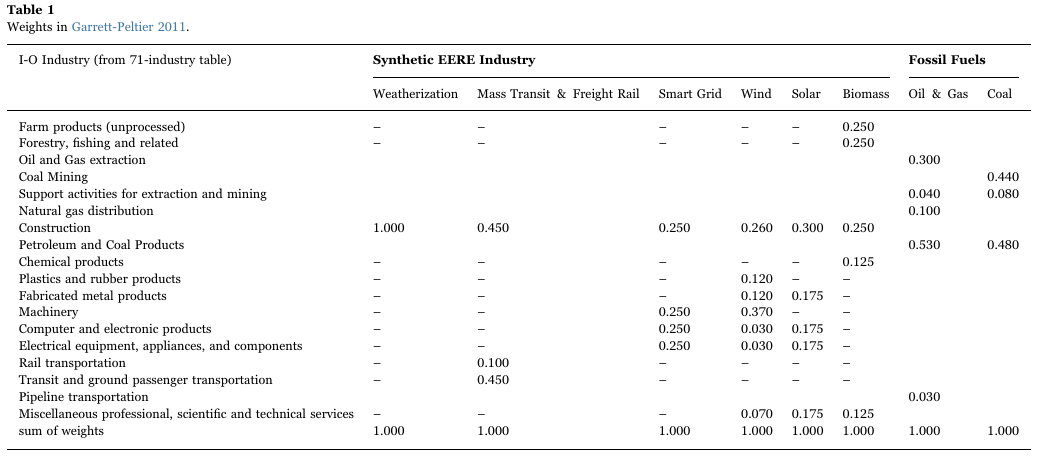 Table 1
Weights in Garrett-Peltier 2011.
I-O Industry (from 71-industry table) Synthetic EERE Industry Fossil Fuels
Weatherization Mass Transit & Freight Rail Smart Grid Wind Solar Biomass Oil & Gas Coal
Farm products (unprocessed) – – – – – 0.250
Forestry, fishing and related – – – – – 0.250
Oil and Gas extraction 0.300
Coal Mining 0.440
Support activities for extraction and mining 0.040 0.080
Natural gas distribution 0.100
Construction 1.000 0.450 0.250 0.260 0.300 0.250
Petroleum and Coal Products 0.530 0.480
Chemical products – – – – – 0.125
Plastics and rubber products – – – 0.120 – –
Fabricated metal products – – – 0.120 0.175 –
Machinery – – 0.250 0.370 – –
Computer and electronic products – – 0.250 0.030 0.175 –
Electrical equipment, appliances, and components – – 0.250 0.030 0.175 –
Rail transportation – 0.100 – – – –
Transit and ground passenger transportation – 0.450 – – – –
Pipeline transportation 0.030
Miscellaneous professional, scientific and technical services – – – 0.070 0.175 0.125
sum of weights 1.000 1.000 1.000 1.000 1.000 1.000 1.000 1.000